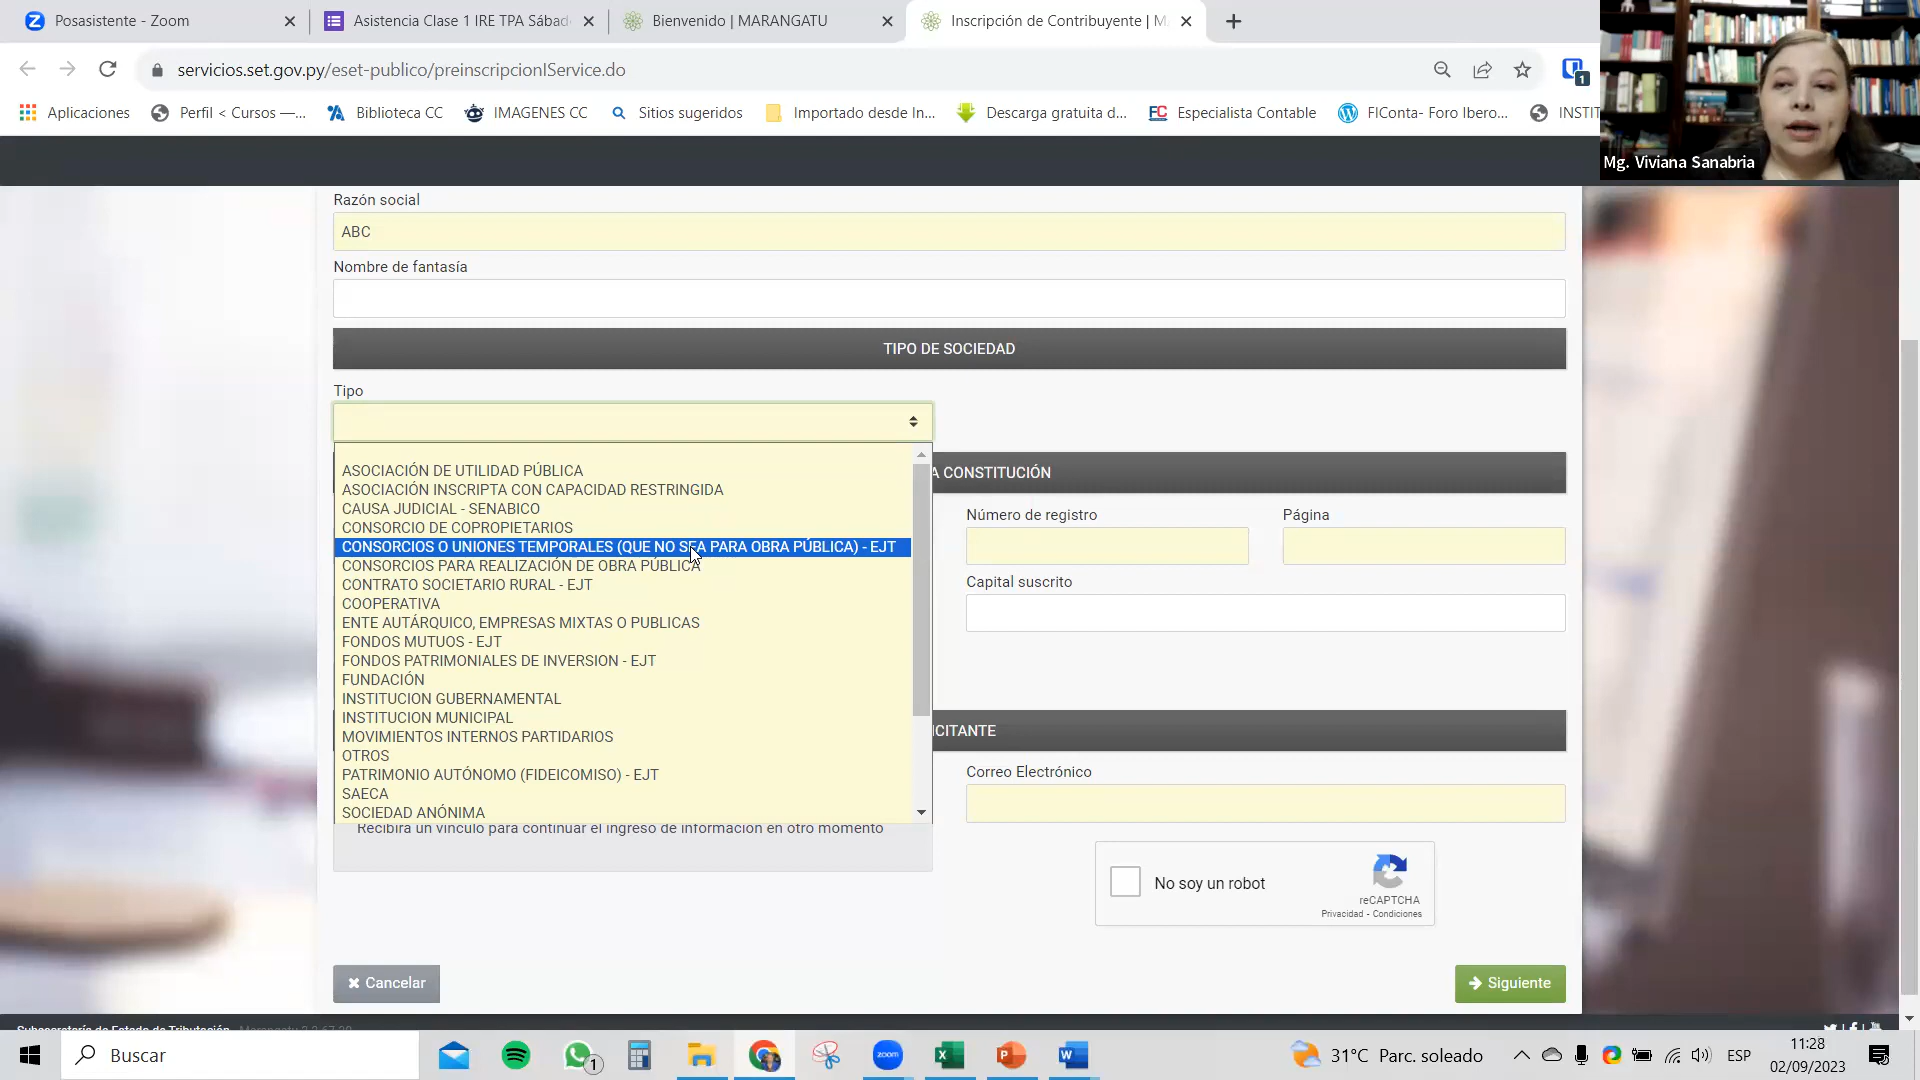 Posasistente - Zoom
Asistencia Clase 1 IRE TPA Sábad
Bienvenido | MARANGATU
Inscripción de Contribuyente | M
servicios.set.gov.py/eset-publico/preinscripcionIService.do
1
Aplicaciones
Perfil < Cursos —...
Biblioteca CC
IMAGENES CC
Sitios sugeridos
Importado desde In...
Descarga gratuita d...
Especialista Contable
FIConta- Foro Ibero...
INSTIT
Mg. Viviana Sanabria
Razón social
ABC
Nombre de fantasía
TIPO DE SOCIEDAD
Tipo
ASOCIACIÓN DE UTILIDAD PÚBLICA
ASOCIACIÓN INSCRIPTA CON CAPACIDAD RESTRINGIDA
CAUSA JUDICIAL - SENABICO
CONSORCIO DE COPROPIETARIOS
CONSORCIOS O UNIONES TEMPORALES (QUE NO SEA PARA OBRA PÚBLICA) - EJT
CONSORCIOS PARA REALIZACIÓN DE OBRA PÚBLICA
CONTRATO SOCIETARIO RURAL - EJT
COOPERATIVA
ENTE AUTÁRQUICO, EMPRESAS MIXTAS O PUBLICAS
FONDOS MUTUOS - EJT
FONDOS PATRIMONIALES DE INVERSION - EJT
FUNDACIÓN
INSTITUCION GUBERNAMENTAL
INSTITUCION MUNICIPAL
MOVIMIENTOS INTERNOS PARTIDARIOS
OTROS
PATRIMONIO AUTÓNOMO (FIDEICOMISO) - EJT
SAECA
SOCIEDAD ANÓNIMA
A CONSTITUCIÓN
Número de registro
Página
Capital suscrito
ICITANTE
Correo Electrónico
Recibirá un vínculo para continuar el ingreso de información en otro momento
No soy un robot
reCAPTCHA
Privacidad - Condiciones
Cancelar
Siguiente
Subsecretaría de Estado de Tributación
Buscar
1
zoom
31°C Parc. soleado
ESP
11:28
02/09/2023